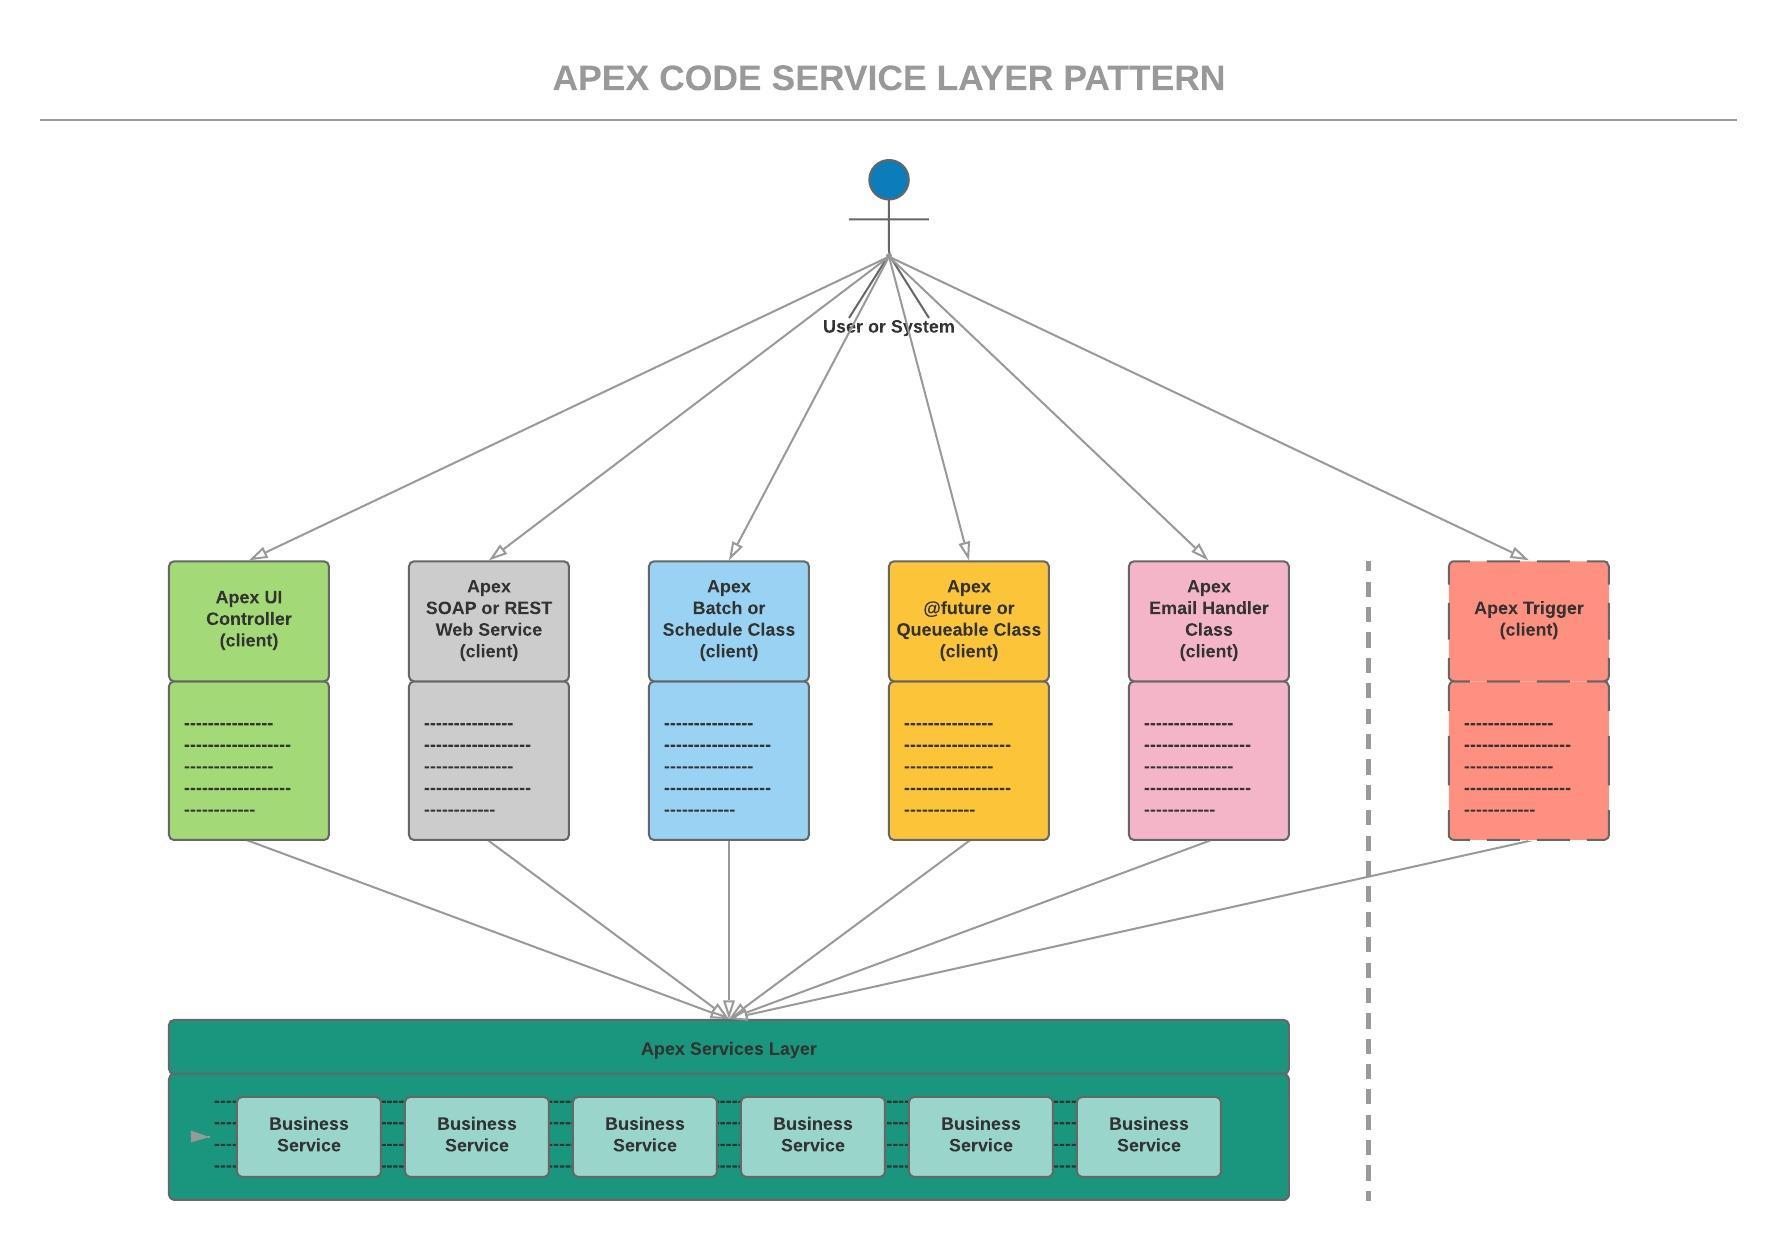 APEX CODE SERVICE LAYER PATTERN
User or System
Apex UI
Controller
(client)
---------------
------------------
---------------
------------------
------------
Apex
SOAP or REST
Web Service
(client)
---------------
------------------
---------------
------------------
------------
Apex
Batch or
Schedule Class
(client)
---------------
------------------
---------------
------------------
------------
Apex
@future or
Queueable Class
(client)
---------------
------------------
---------------
------------------
------------
Apex
Email Handler
Class
(client)
---------------
------------------
---------------
------------------
------------
Apex Trigger
(client)
---------------
------------------
---------------
------------------
------------
Apex Services Layer
Business
Service
Business
Service
Business
Service
Business
Service
Business
Service
Business
Service